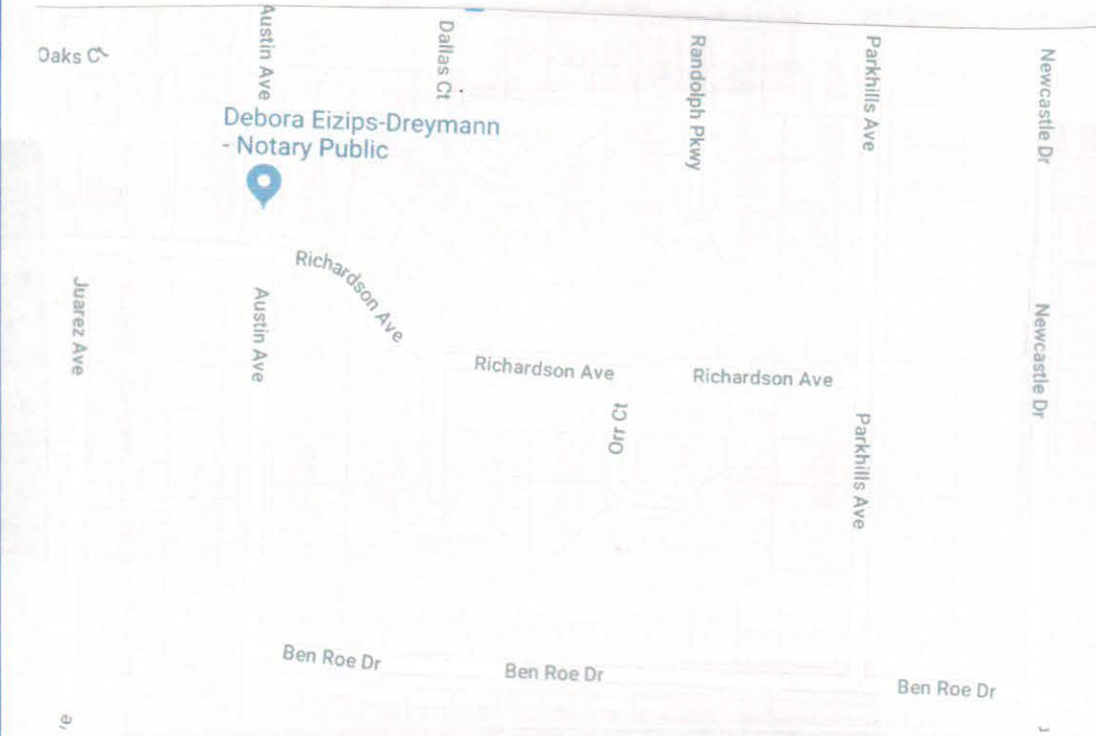 Oaks Ct
Austin Ave
Dallas Ct
Randolph Pkwy
Parkhills Ave
Newcastle Dr
Debora Eizips-Dreymann
- Notary Public
Richardson Ave
Juarez Ave
Austin Ave
Newcastle Dr
Richardson Ave
Richardson Ave
Orr Ct
Parkhills Ave
Ben Roe Dr
Ben Roe Dr
Ben Roe Dr